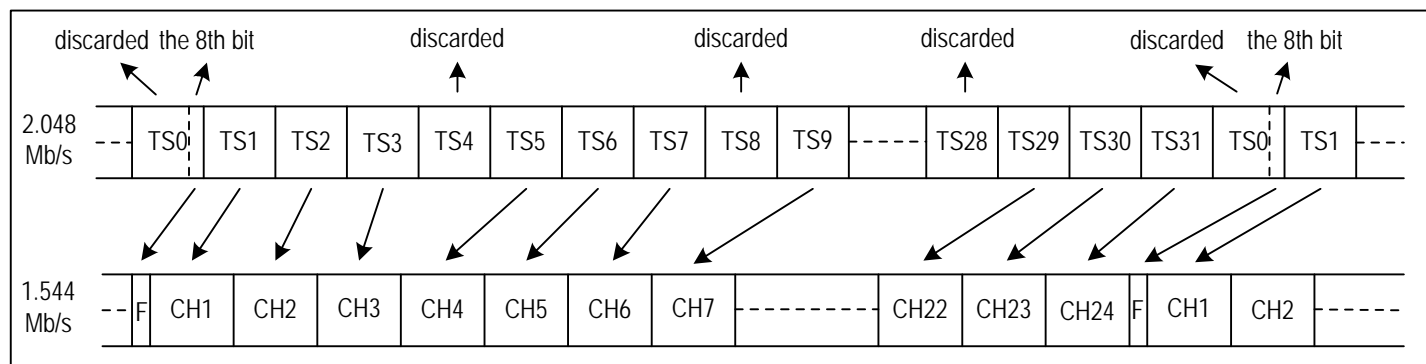 discarded the 8th bit discarded discarded discarded discarded the 8th bit
2.048 Mb/s TS0 TS1 TS2 TS3 TS4 TS5 TS6 TS7 TS8 TS9 TS28 TS29 TS30 TS31 TS0 TS1
1.544 Mb/s F CH1 CH2 CH3 CH4 CH5 CH6 CH7 CH22 CH23 CH24 F CH1 CH2